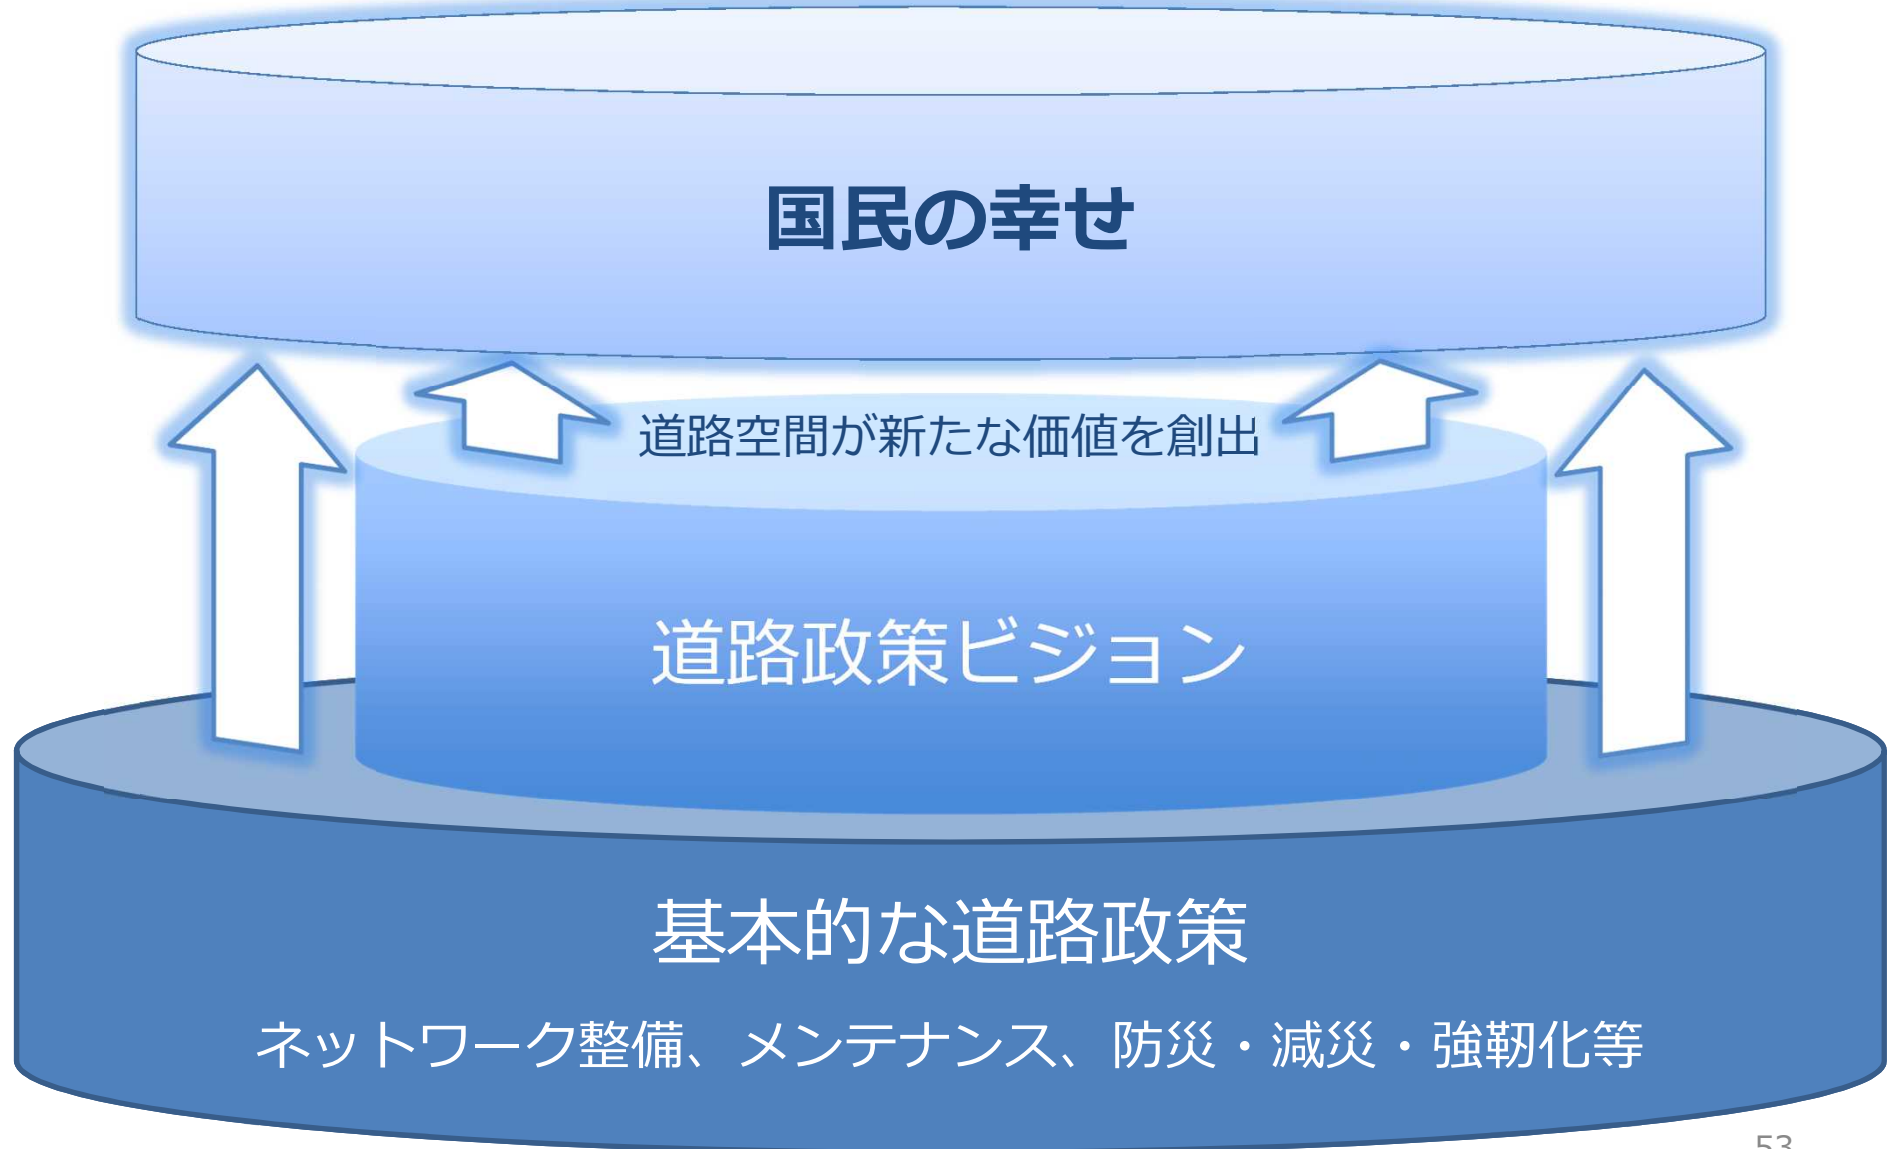 国民の幸せ
道路空間が新たな価値を創出
道路政策ビジョン
基本的な道路政策
ネットワーク整備、メンテナンス、防災・減災・強靭化等
53